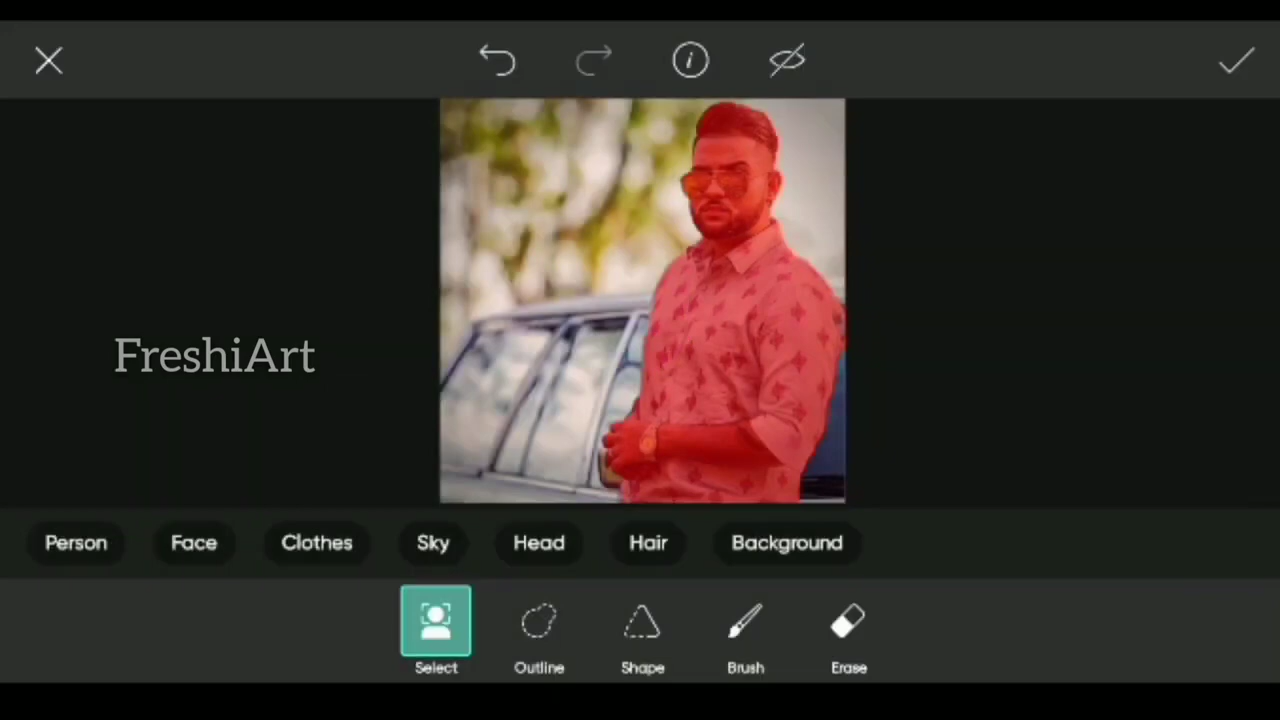 FreshiArt
Person Face Clothes Sky Head Hair Background
Select Outline Shape Brush Erase